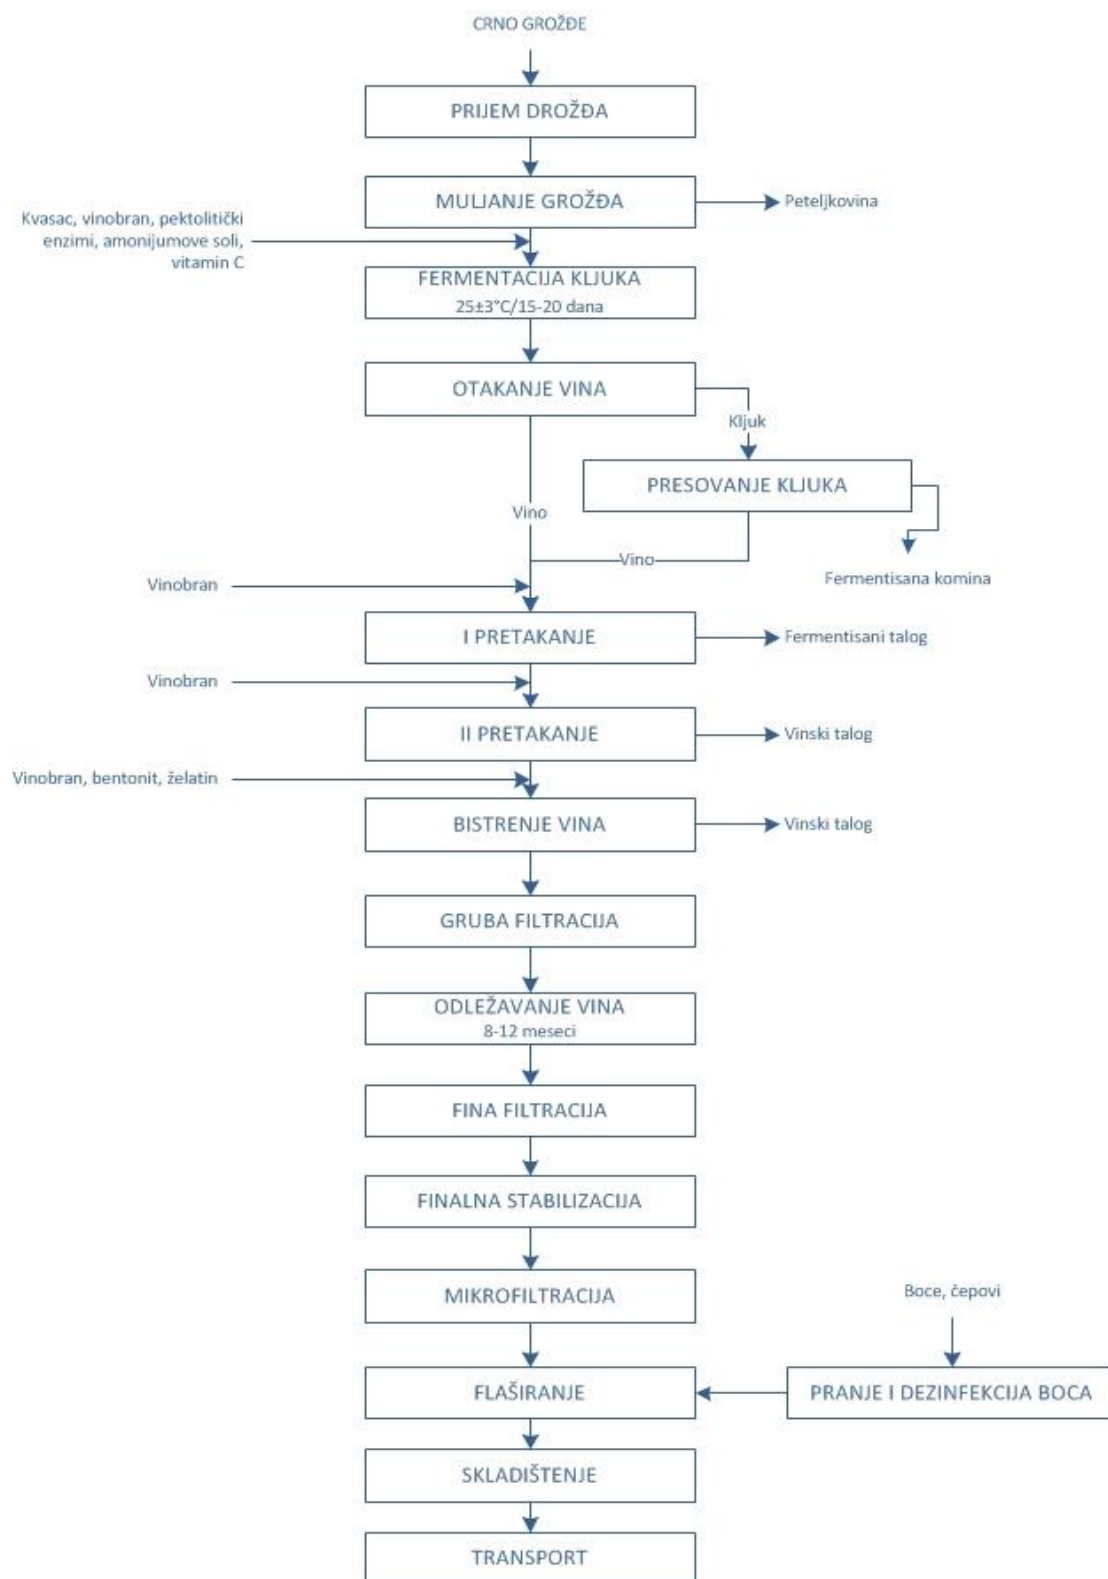 CRNO GROŽĐE
PRIJEM DROŽĐA
MULJANJE GROŽĐA
Peteljkovina
Kvasac, vinobran, pektolitički
enzimi, amonijumove soli,
vitamin C
FERMENTACIJA KLJUKA
25±3°C/15-20 dana
OTAKANJE VINA
Kljuk
PRESOVANJE KLJUKA
Vino
Vino
Fermentisana komina
Vinobran
I PRETAKANJE
Fermentisani talog
Vinobran
II PRETAKANJE
Vinski talog
Vinobran, bentonit, želatin
BISTRENJE VINA
Vinski talog
GRUBA FILTRACIJA
ODLEŽAVANJE VINA
8-12 meseci
FINA FILTRACIJA
FINALNA STABILIZACIJA
MIKROFILTRACIJA
Boce, čepovi
FLAŠIRANJE
PRANJE I DEZINFEKCIJA BOCA
SKLADIŠTENJE
TRANSPORT